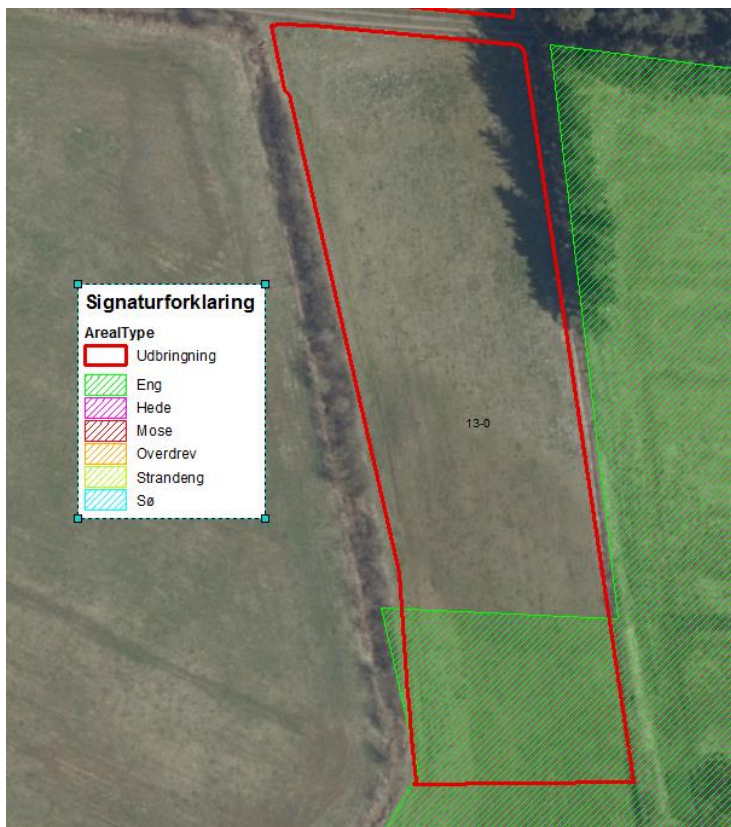 Signaturforklaring
ArealType
Udbringning
Eng
Hede
Mose
Overdrev
Strandeng
Sø
13-0